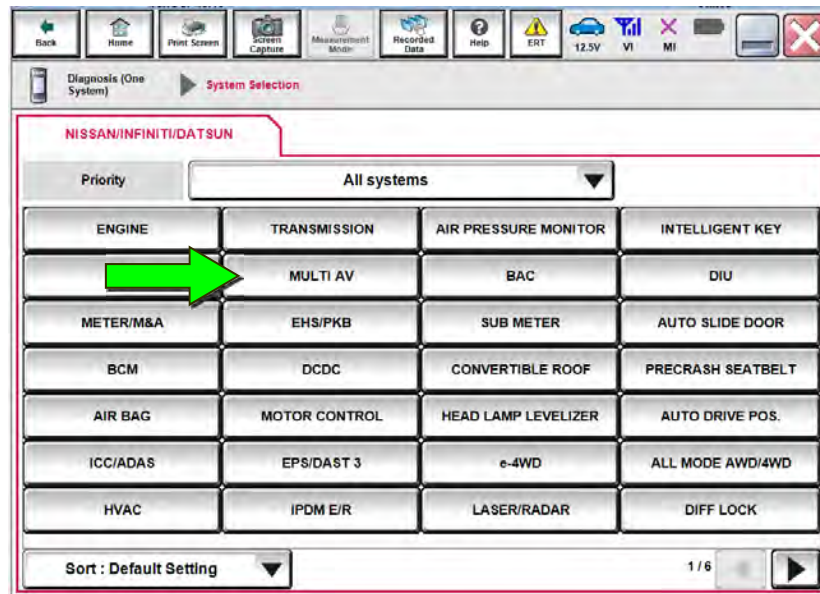 Back
Home
Print Screen
Screen
Capture
Measurement
Mode
Recorded
Data
Help
ERT
12.5V
VI
MI
Diagnosis (One
System)
System Selection
NISSAN/INFINITI/DATSUN
Priority
All systems
ENGINE
TRANSMISSION
AIR PRESSURE MONITOR
INTELLIGENT KEY
MULTI AV
BAC
DIU
METER/M&A
EHS/PKB
SUB METER
AUTO SLIDE DOOR
BCM
DCDC
CONVERTIBLE ROOF
PRECRASH SEATBELT
AIR BAG
MOTOR CONTROL
HEAD LAMP LEVELIZER
AUTO DRIVE POS.
ICC/ADAS
EPS/DAST 3
e-4WD
ALL MODE AWD/4WD
HVAC
IPDM E/R
LASER/RADAR
DIFF LOCK
Sort : Default Setting
1/6